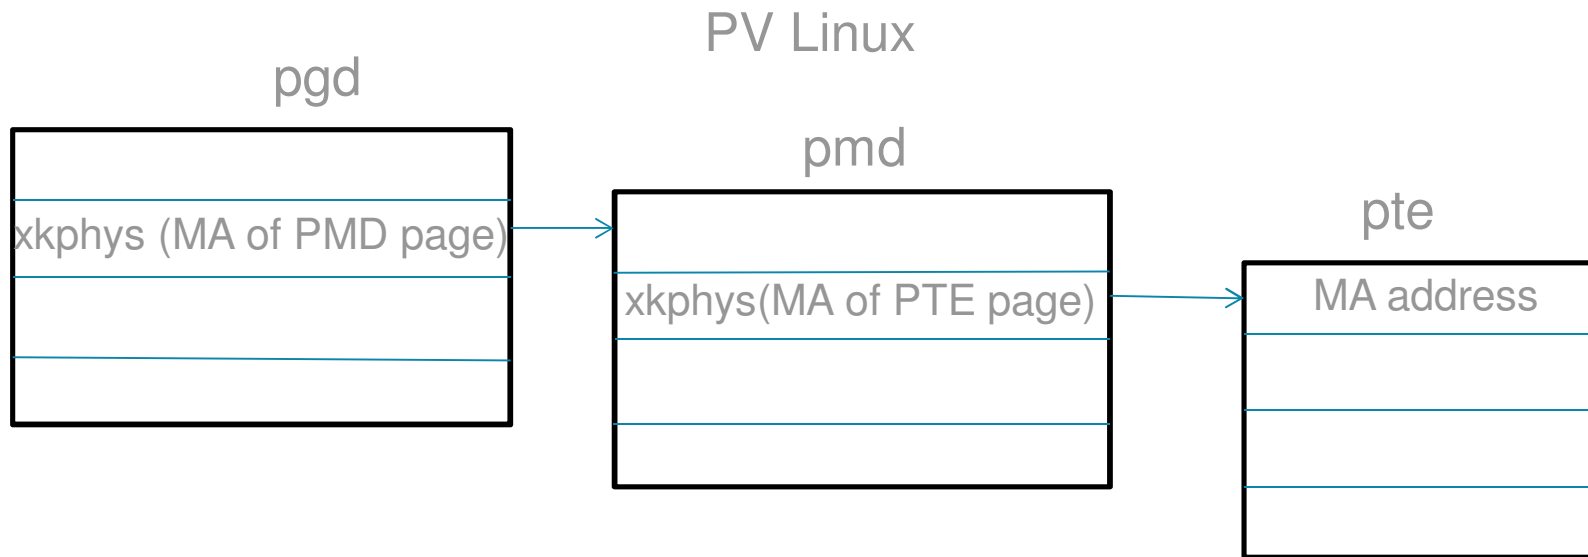 PV Linux
pgd
pmd
pte
xkphys (MA of PMD page)
xkphys(MA of PTE page)
MA address